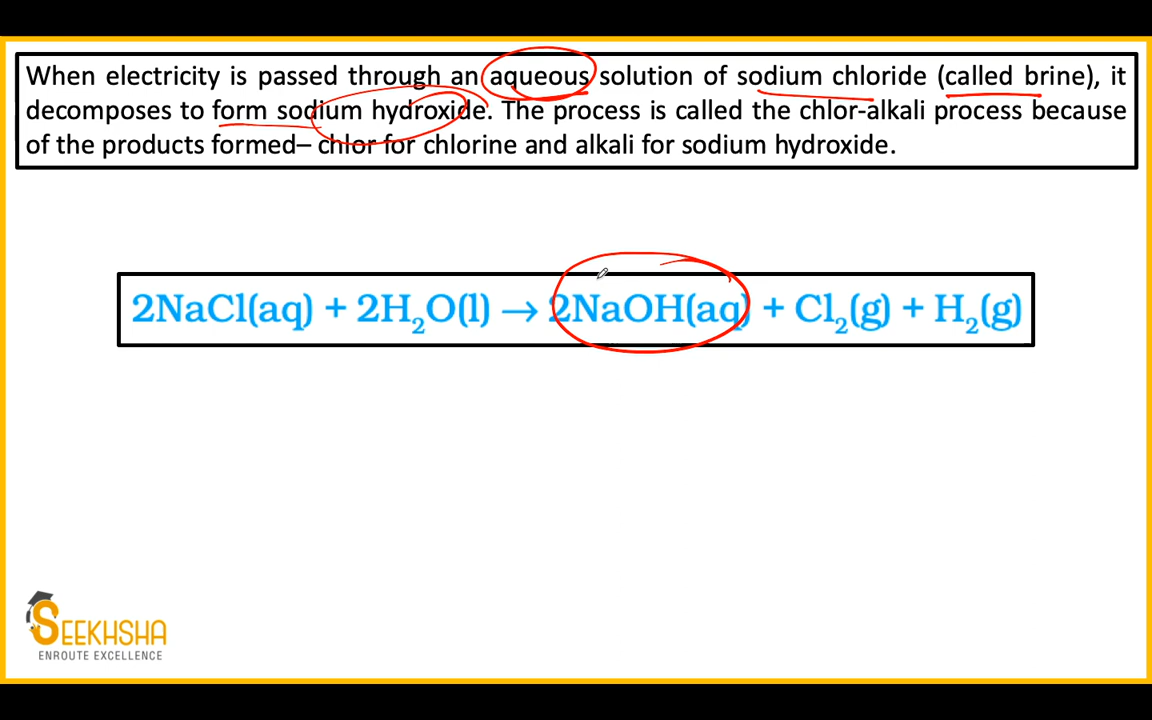 When electricity is passed through an aqueous solution of sodium chloride (called brine), it
decomposes to form sodium hydroxide. The process is called the chlor-alkali process because
of the products formed– chlor for chlorine and alkali for sodium hydroxide.
2NaCl(aq) + 2H₂O(l) → 2NaOH(aq) + Cl₂(g) + H₂(g)
SEEKHSHA
ENROUTE EXCELLENCE